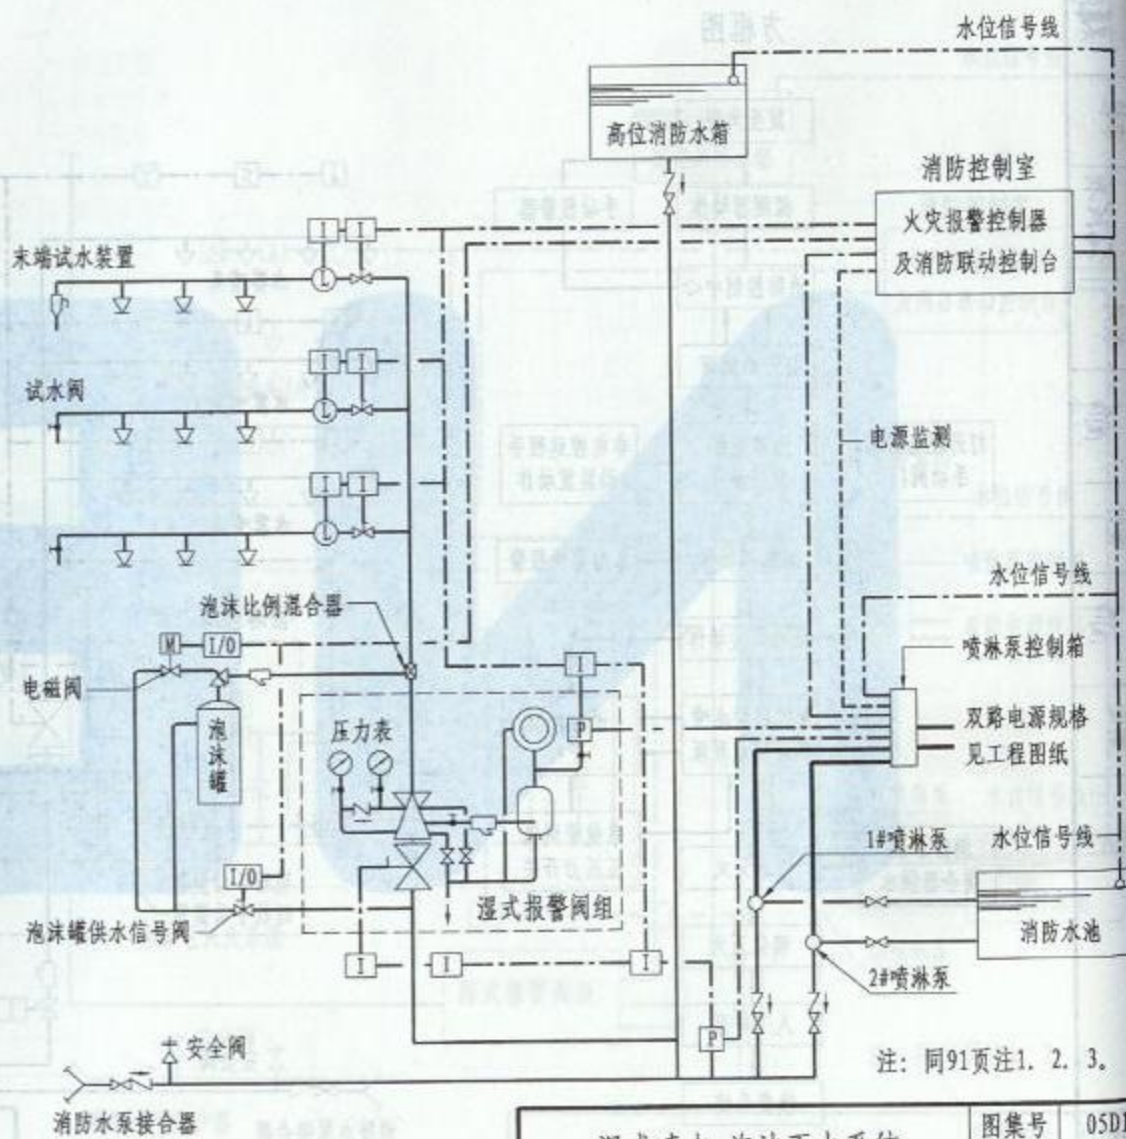 水位信号线
高位消防水箱
消防控制室
火灾报警控制器
及消防联动控制台
I I
末端试水装置
L
I I
试水阀
L
电源监测
I I
L
水位信号线
泡沫比例混合器
M I/O
喷淋泵控制箱
I
电磁阀
泡沫罐
压力表
P
双路电源规格
见工程图纸
1#喷淋泵
水位信号线
I/O
湿式报警阀组
泡沫罐供水信号阀
消防水池
I I I
2#喷淋泵
P
安全阀
注: 同91页注1. 2. 3。
消防水泵接合器
图集号 05D